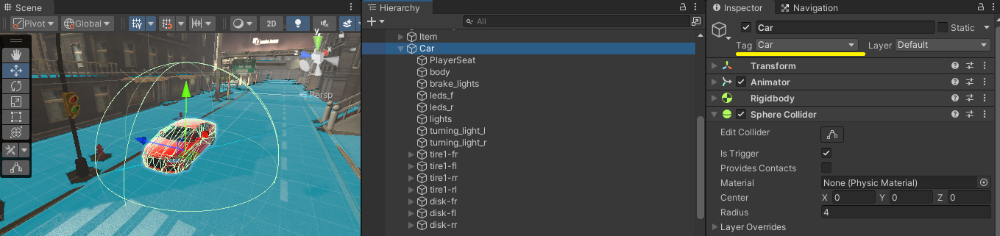 Scene
Pivot
Global
2D
y
z
x
Persp
Hierarchy
All
Item
Car
PlayerSeat
body
brake_lights
leds_f
leds_r
lights
turning_light_l
turning_light_r
tire1-fr
tire1-fl
tire1-rr
tire1-rl
disk-fr
disk-fl
disk-rr
Inspector
Navigation
Car
Static
Tag Car
Layer Default
Transform
Animator
Rigidbody
Sphere Collider
Edit Collider
Is Trigger
Provides Contacts
Material None (Physic Material)
Center X 0 Y 0 Z 0
Radius 4
Layer Overrides